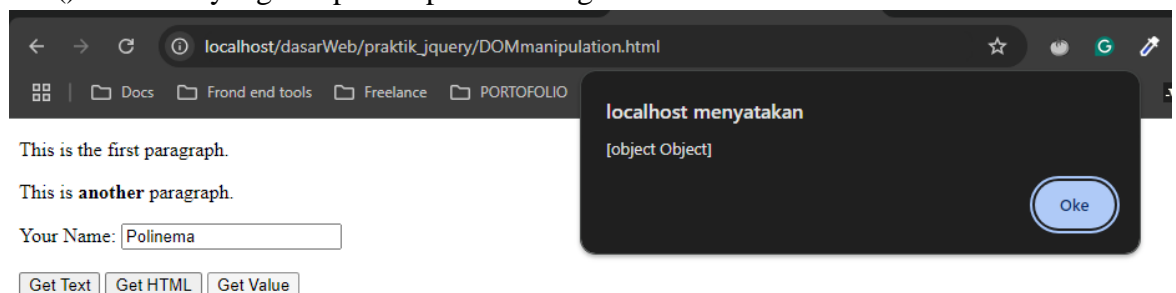 localhost/dasarWeb/praktik_jquery/DOMmanipulation.html
G
Docs Frond end tools Freelance PORTOFOLIO
localhost menyatakan
[object Object]
Oke
This is the first paragraph.
This is another paragraph.
Your Name: Polinema
Get Text Get HTML Get Value